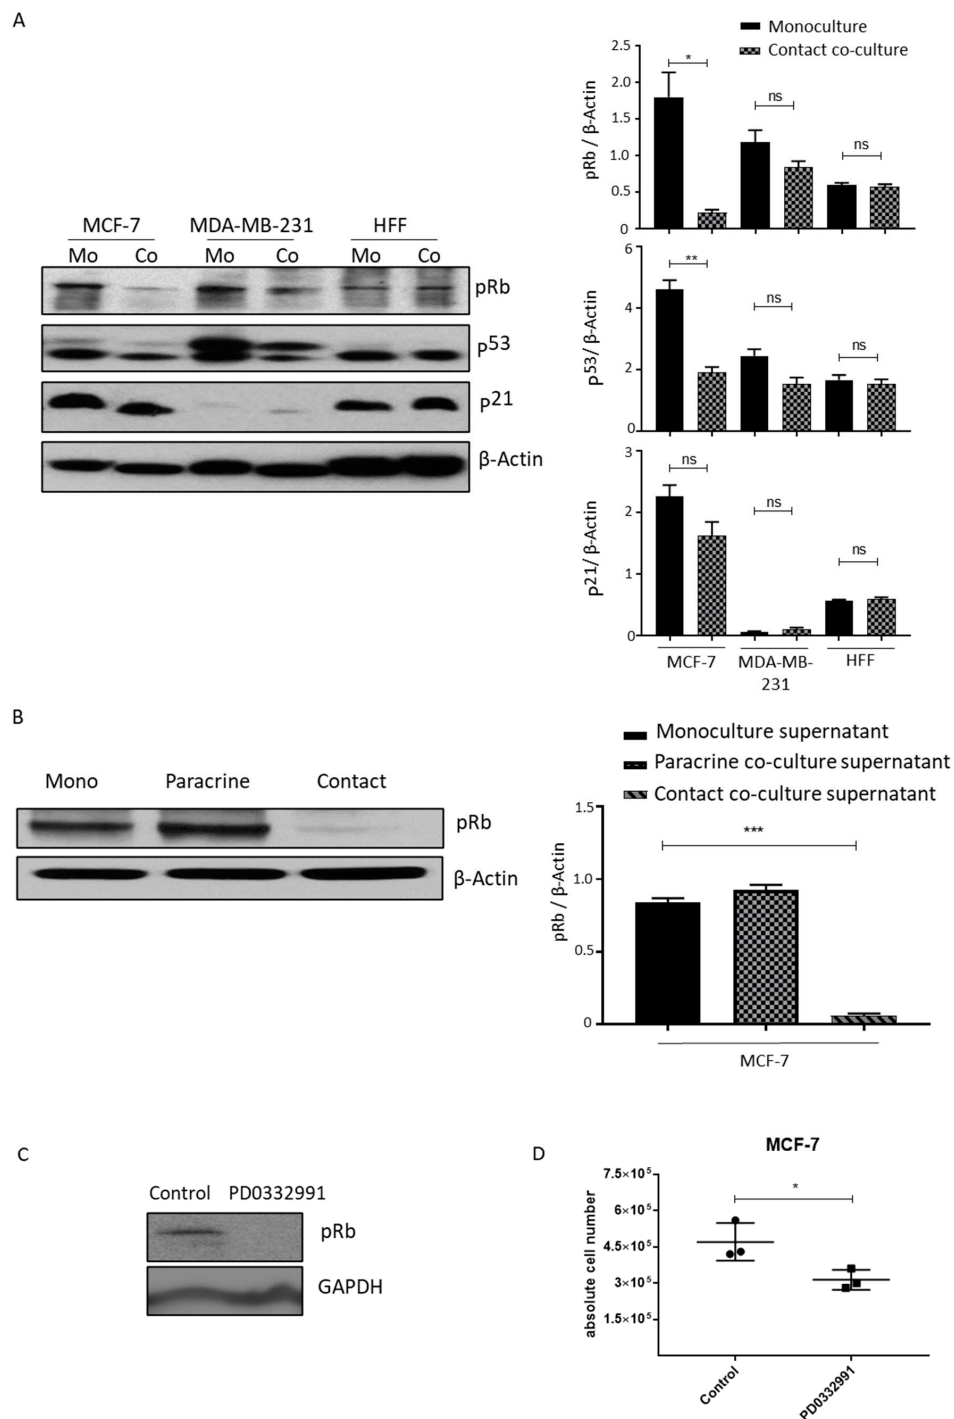 A
Monoculture
Contact co-culture
MCF-7 MDA-MB-231 HFF
Mo Co Mo Co Mo Co
pRb
p53
p21
β-Actin
pRb / β-Actin
2.5
2.0
1.5
1.0
0.5
0
* ns ns
p53/ β-Actin
6
4
2
0
** ns ns
p21/ β-Actin
3
2
1
0
ns ns ns
MCF-7 MDA-MB-231 HFF
B
Mono Paracrine Contact
pRb
β-Actin
Monoculture supernatant
Paracrine co-culture supernatant
Contact co-culture supernatant
pRb / β-Actin
1.5
1.0
0.5
0
***
MCF-7
C
Control PD0332991
pRb
GAPDH
D
MCF-7
absolute cell number
7.5×10⁵
6×10⁵
4.5×10⁵
3×10⁵
1.5×10⁵
*
Control PD0332991